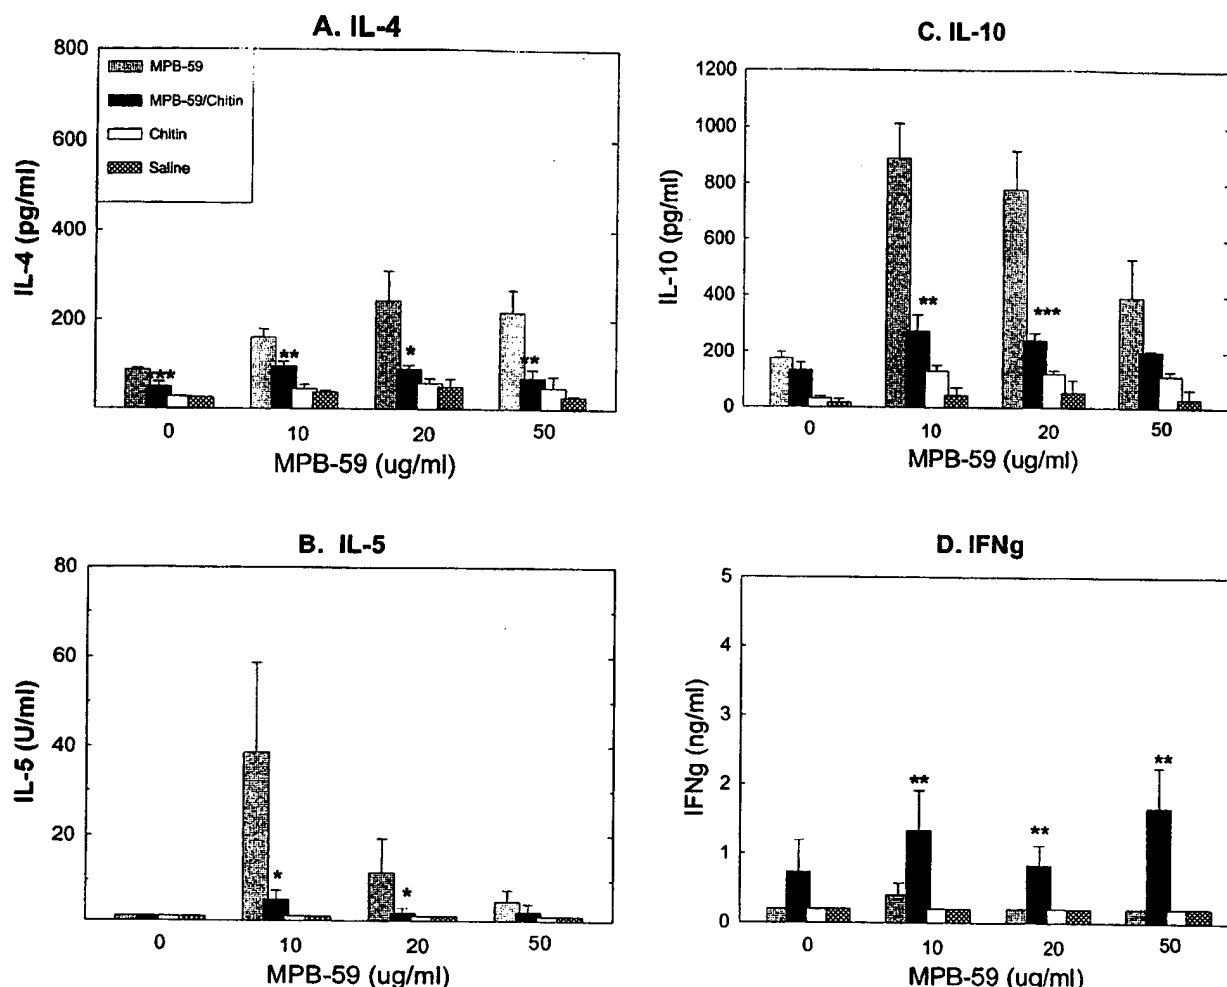 A. IL-4
800
600
400
200
IL-4 (pg/ml)
MPB-59
MPB-59/Chitin
Chitin
Saline
***
**
*
**
0 10 20 50
MPB-59 (ug/ml)
C. IL-10
1200
1000
800
600
400
200
0
IL-10 (pg/ml)
**
***
0 10 20 50
MPB-59 (ug/ml)
B. IL-5
80
60
40
20
IL-5 (U/ml)
*
*
0 10 20 50
MPB-59 (ug/ml)
D. IFNg
5
4
3
2
1
0
IFNg (ng/ml)
**
**
**
0 10 20 50
MPB-59 (ug/ml)